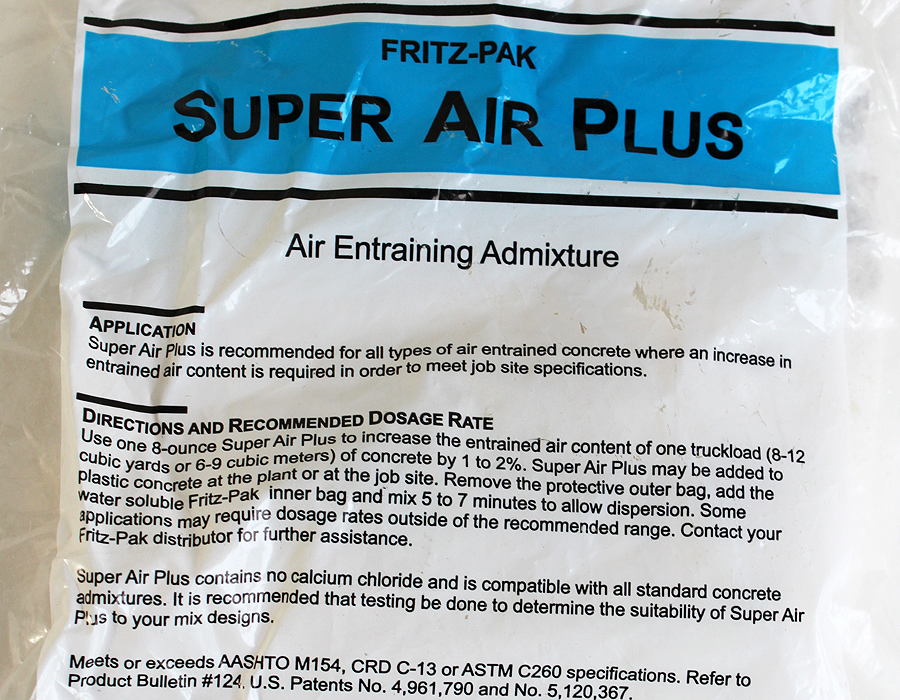 FRITZ-PAK
SUPER AIR PLUS
Air Entraining Admixture
APPLICATION
Super Air Plus is recommended for all types of air entrained concrete where an increase in
entrained air content is required in order to meet job site specifications.
DIRECTIONS AND RECOMMENDED DOSAGE RATE
Use one 8-ounce Super Air Plus to increase the entrained air content of one truckload (8-12
cubic yards or 6-9 cubic meters) of concrete by 1 to 2%. Super Air Plus may be added to
plastic concrete at the plant or at the job site. Remove the protective outer bag, add the
water soluble Fritz-Pak inner bag and mix 5 to 7 minutes to allow dispersion. Some
applications may require dosage rates outside of the recommended range. Contact your
Fritz-Pak distributor for further assistance.
Super Air Plus contains no calcium chloride and is compatible with all standard concrete
admixtures. It is recommended that testing be done to determine the suitability of Super Air
Plus to your mix designs.
Meets or exceeds AASHTO M154, CRD C-13 or ASTM C260 specifications. Refer to
Product Bulletin #124. U.S. Patents No. 4,961,790 and No. 5,120,367.